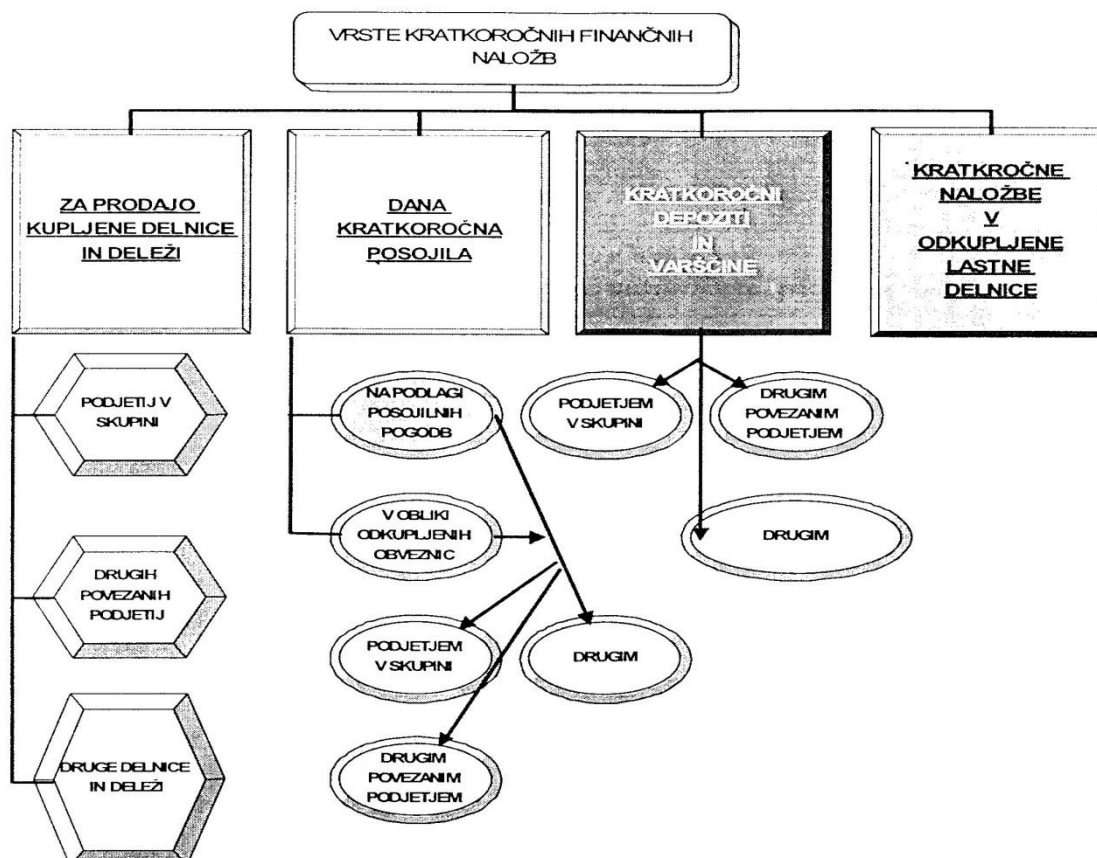 VRSTE KRATKOROČNIH FINANČNIH
NALOŽB
ZA PRODAJO
KUPLJENE DELNICE
IN DELEŽI
DANA
KRATKOROČNA
POSOJILA
KRATKOROČNI
DEPOZITI
IN
VARŠČINE
KRATKROČNE
NALOŽBE
V
ODKUPLJENE
LASTNE
DELNICE
PODJETIJ V
SKUPINI
DRUGIH
POVEZANIH
PODJETIJ
DRUGE DELNICE
IN DELEŽI
NA PODLAGI
POSOJILNIH
POGODB
V OBLIKI
ODKUPLJENIH
OBVEZNIC
PODJETJEM
V SKUPINI
DRUGIM
DRUGIM
POVEZANIM
PODJETJEM
PODJETJEM
V SKUPINI
DRUGIM
POVEZANIM
PODJETJEM
DRUGIM